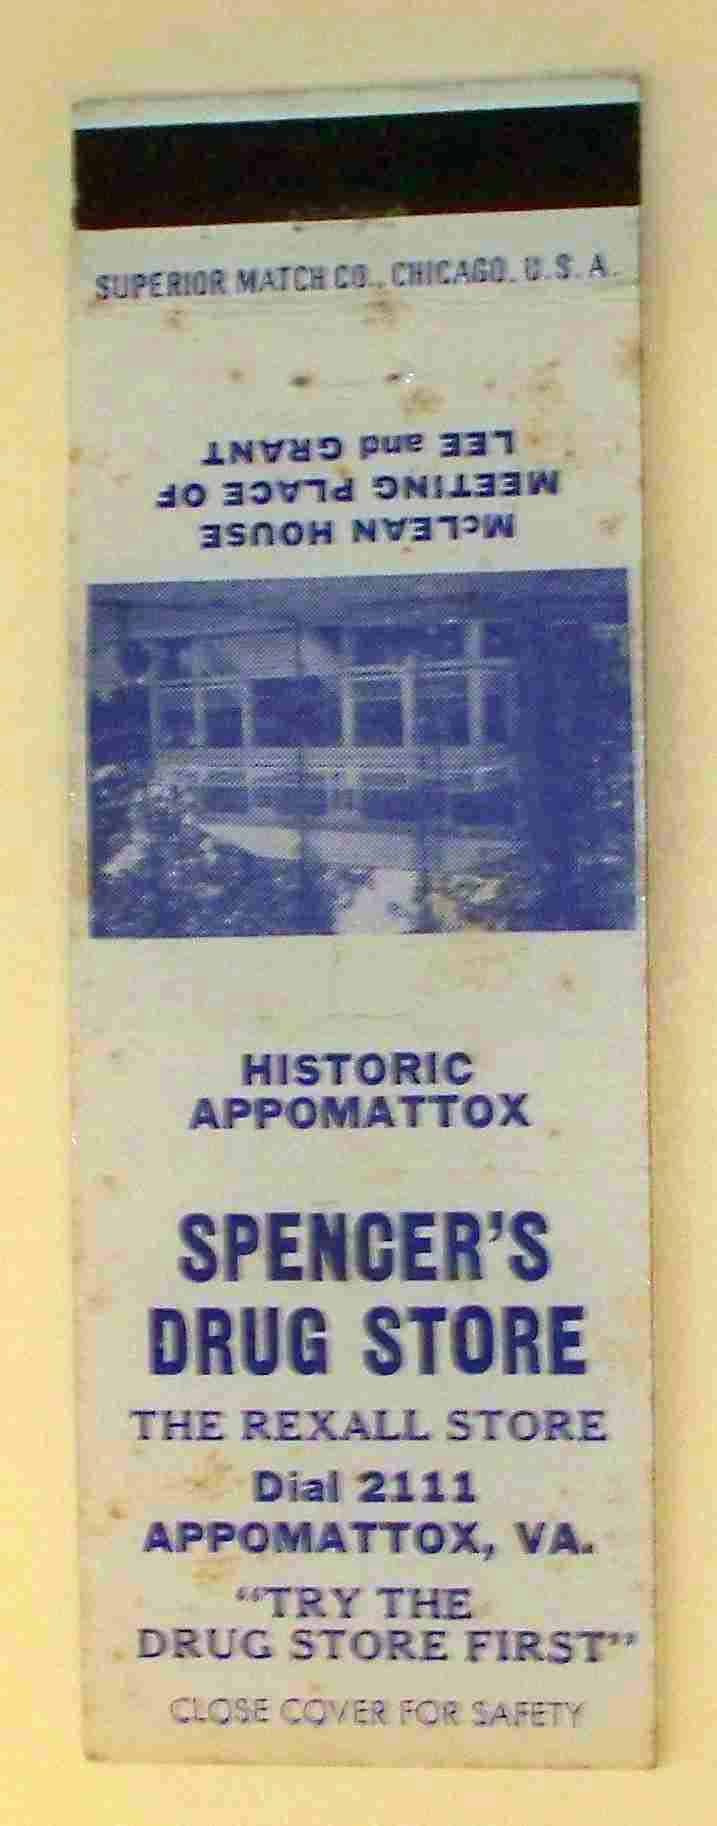 SUPERIOR MATCH CO., CHICAGO, U.S.A.
McLEAN HOUSE
MEETING PLACE OF
LEE and GRANT
HISTORIC
APPOMATTOX
SPENCER'S
DRUG STORE
THE REXALL STORE
Dial 2111
APPOMATTOX, VA.
"TRY THE
DRUG STORE FIRST"
CLOSE COVER FOR SAFETY